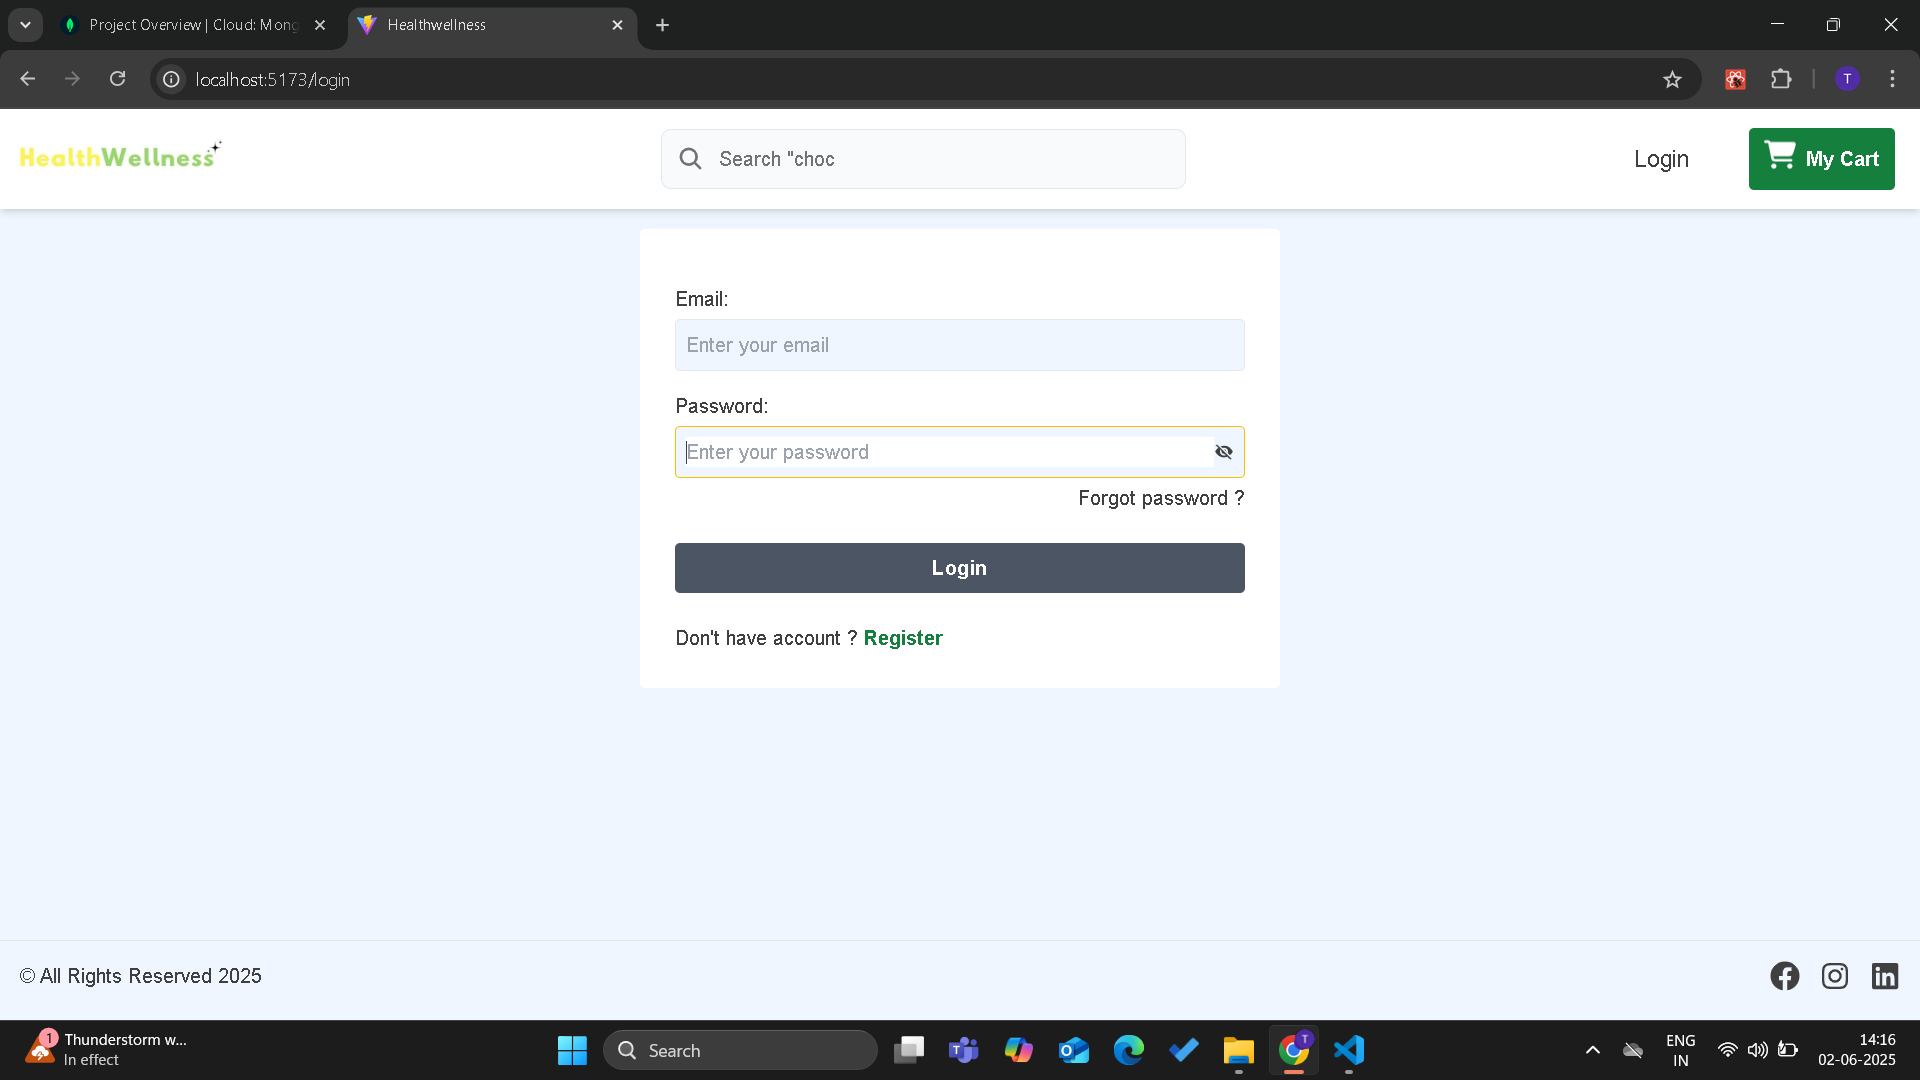 Project Overview | Cloud: Mong
Healthwellness
localhost:5173/login
T
HealthWellness
Search "choc
Login
My Cart
Email:
Enter your email
Password:
Enter your password
Forgot password ?
Login
Don't have account ? Register
© All Rights Reserved 2025
1
Thunderstorm w...
In effect
Search
T
ENG
IN
14:16
02-06-2025